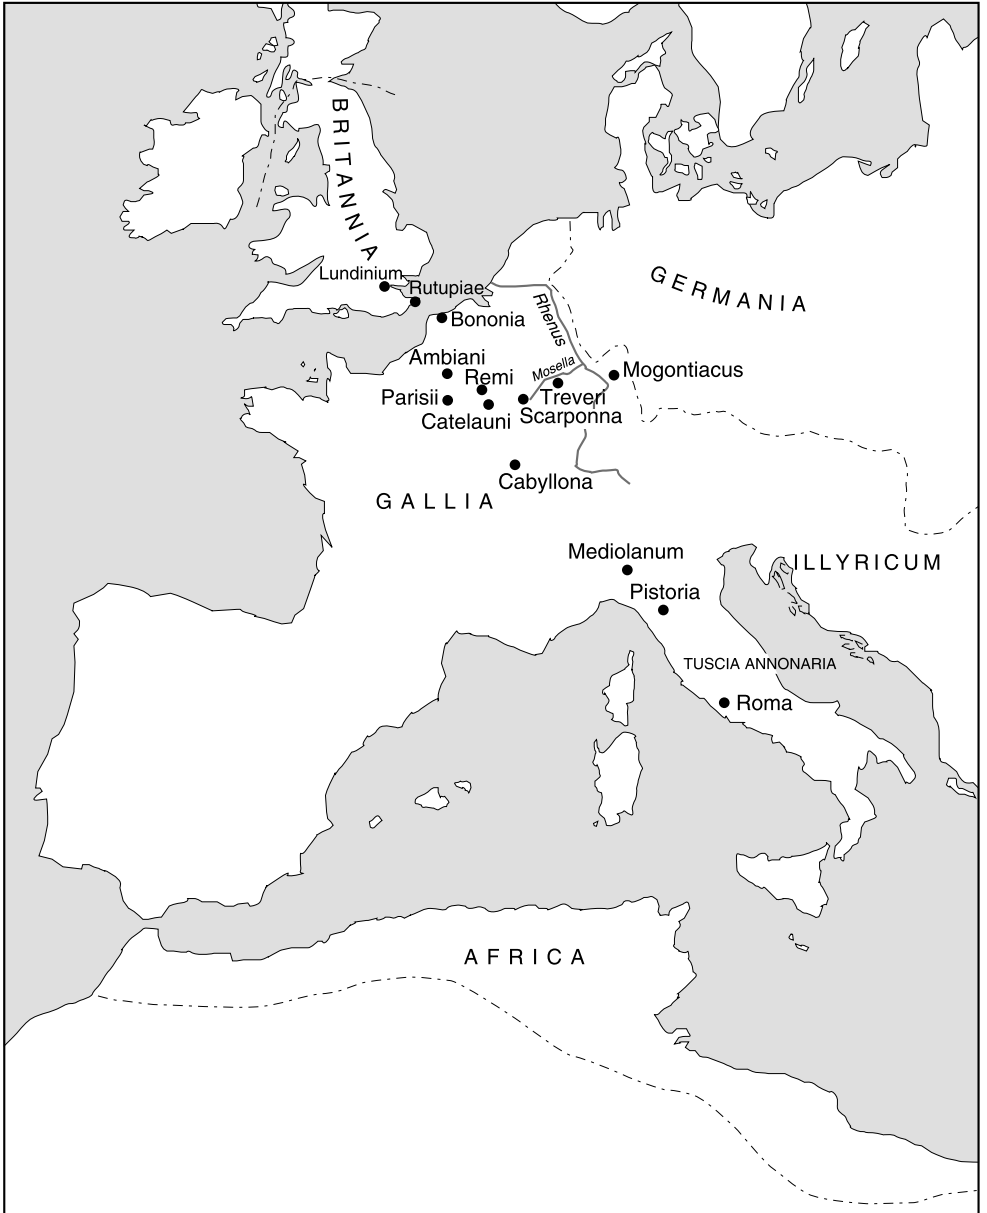 BRITANNIA
GERMANIA
Lundinium
Rutupiae
Rhenus
Bononia
Ambiani
Mosella
Mogontiacus
Remi
Parisii
Treveri
Catelauni
Scarponna
Cabyllona
GALLIA
Mediolanum
ILLYRICUM
Pistoria
TUSCIA ANNONARIA
Roma
AFRICA